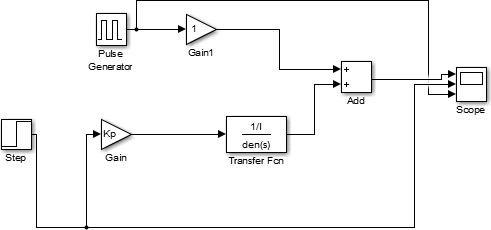 Pulse
Generator
1
Gain1
+
+
Add
Scope
Step
Kp
Gain
1/I
den(s)
Transfer Fcn